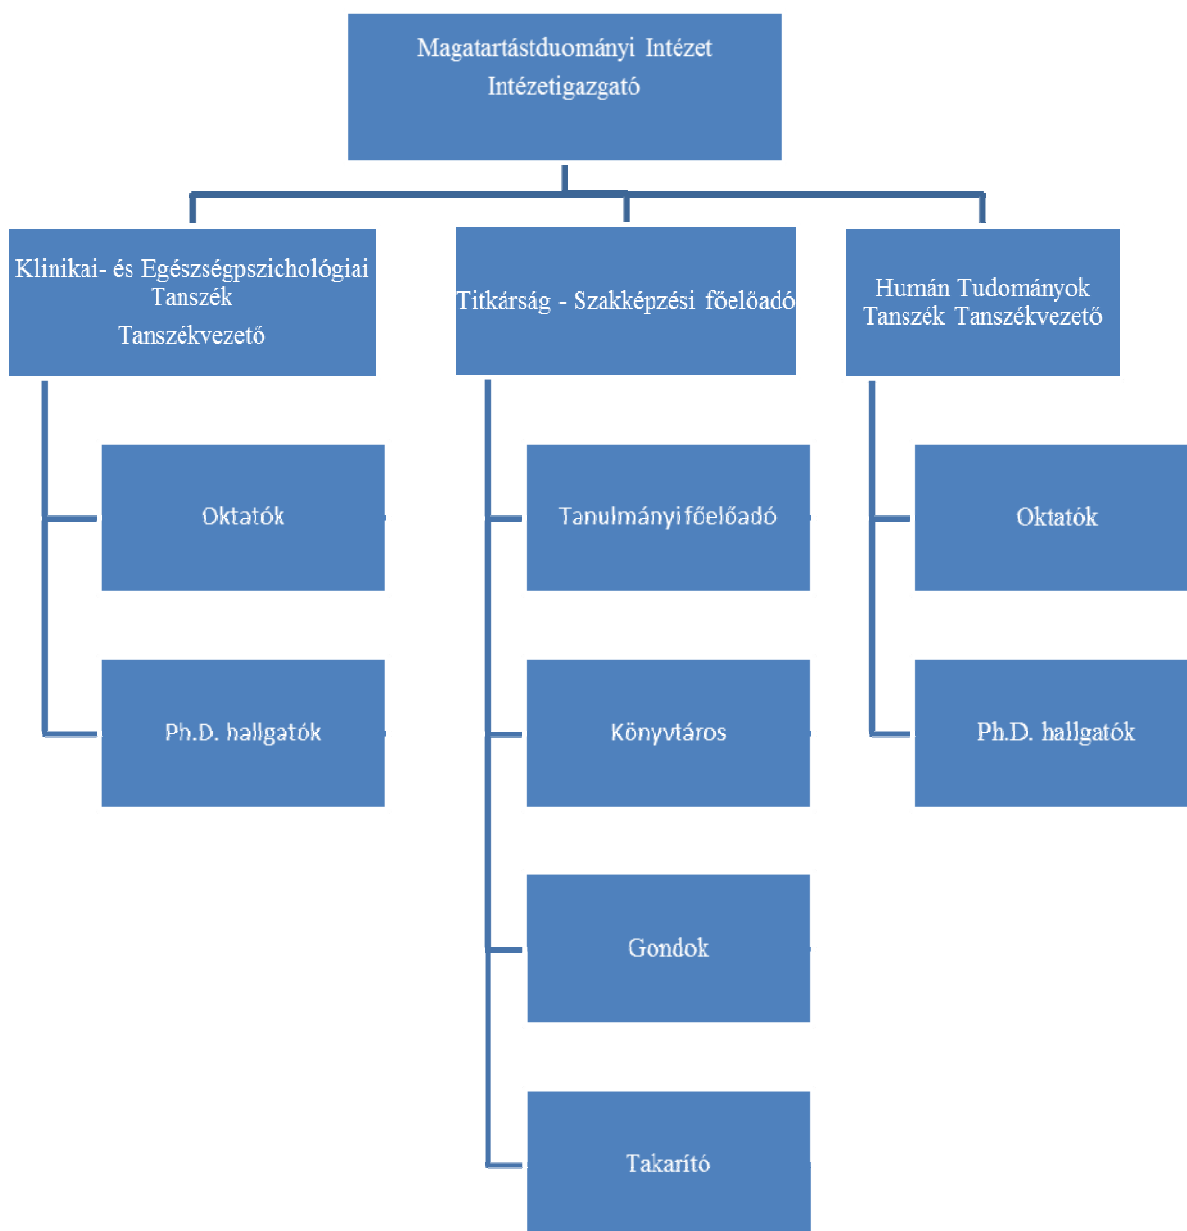 Magatartástduományi Intézet
Intézetigazgató
Klinikai- és Egészségpszichológiai
Tanszék
Tanszékvezető
Titkárság - Szakképzési főelőadó
Humán Tudományok
Tanszék Tanszékvezető
Oktatók
Tanulmányi főelőadó
Oktatók
Ph.D. hallgatók
Könyvtáros
Ph.D. hallgatók
Gondok
Takarító